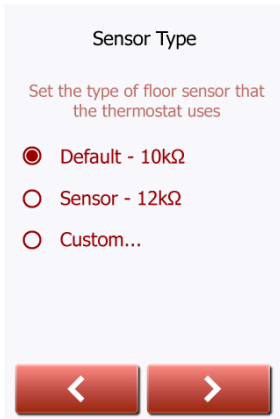 Sensor Type
Set the type of floor sensor that
the thermostat uses
Default - 10kΩ
Sensor - 12kΩ
Custom...